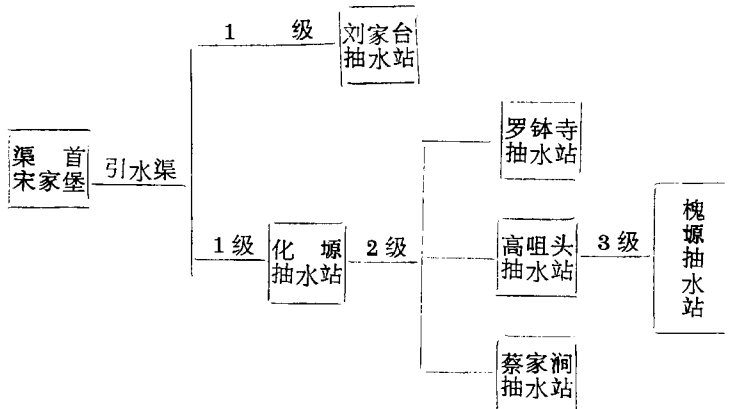 1 级
刘家台
抽水站
罗钵寺
抽水站
渠首
宋家堡
引水渠
1级
化塬
抽水站
2级
高咀头
抽水站
3级
槐塬抽水站
蔡家涧
抽水站